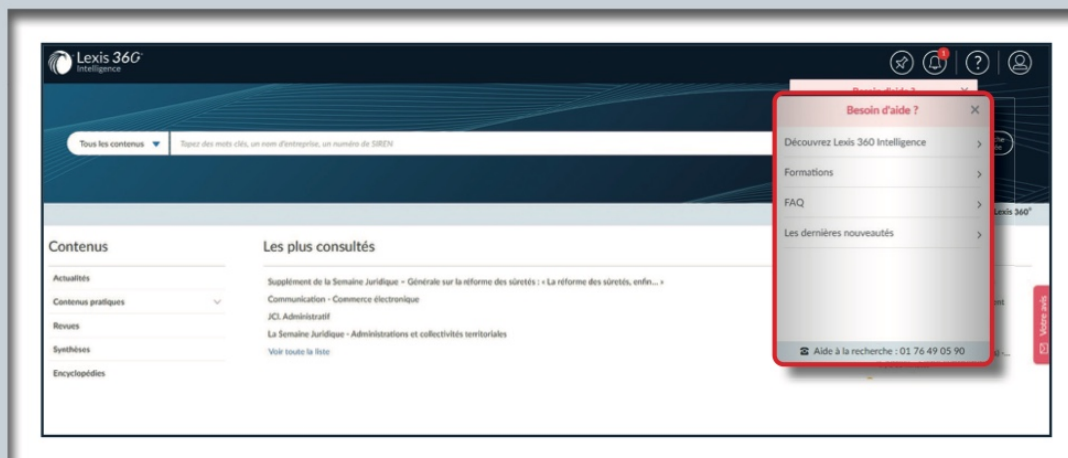 Lexis 360
Intelligence
1
?
Besoin d'aide ?
Tous les contenus
Tapez des mots clés, un nom d'entreprise, un numéro de SIREN
Besoin d'aide ?
Découvrez Lexis 360 Intelligence
Formations
FAQ
Les dernières nouveautés
Aide à la recherche : 01 76 49 05 90
Lexis 360®
Contenus
Actualités
Contenus pratiques
Revues
Synthèses
Encyclopédies
Les plus consultés
Supplément de la Semaine Juridique – Générale sur la réforme des sûretés : « La réforme des sûretés, enfin... »
Communication - Commerce électronique
JCl. Administratif
La Semaine Juridique - Administrations et collectivités territoriales
Voir toute la liste
Votre avis